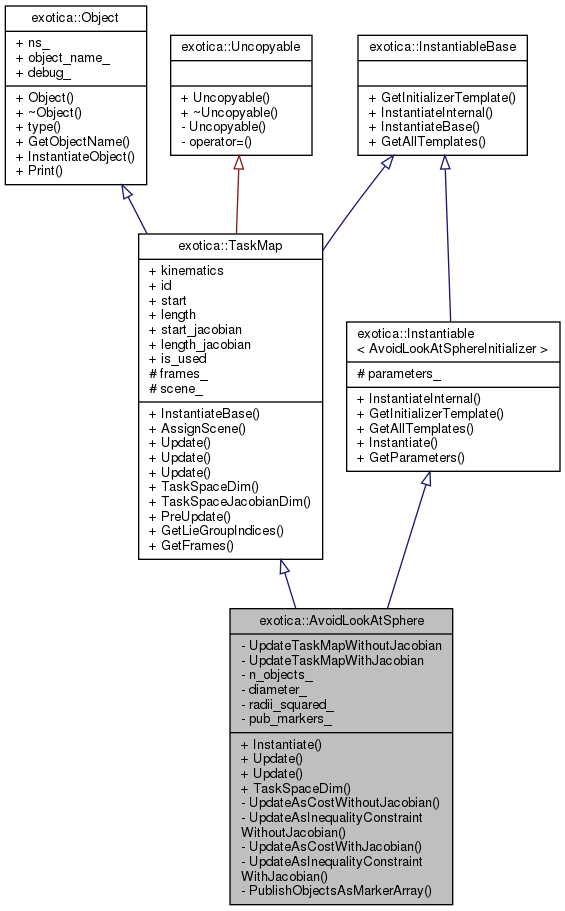 exotica::Object
+ ns_
+ object_name_
+ debug_
+ Object()
+ ~Object()
+ type()
+ GetObjectName()
+ InstantiateObject()
+ Print()
exotica::Uncopyable
+ Uncopyable()
+ ~Uncopyable()
- Uncopyable()
- operator=()
exotica::InstantiableBase
+ GetInitializerTemplate()
+ InstantiateInternal()
+ InstantiateBase()
+ GetAllTemplates()
exotica::TaskMap
+ kinematics
+ id
+ start
+ length
+ start_jacobian
+ length_jacobian
+ is_used
# frames_
# scene_
+ InstantiateBase()
+ AssignScene()
+ Update()
+ Update()
+ Update()
+ TaskSpaceDim()
+ TaskSpaceJacobianDim()
+ PreUpdate()
+ GetLieGroupIndices()
+ GetFrames()
exotica::Instantiable
< AvoidLookAtSphereInitializer >
# parameters_
+ InstantiateInternal()
+ GetInitializerTemplate()
+ GetAllTemplates()
+ Instantiate()
+ GetParameters()
exotica::AvoidLookAtSphere
- UpdateTaskMapWithoutJacobian
- UpdateTaskMapWithJacobian
- n_objects_
- diameter_
- radii_squared_
- pub_markers_
+ Instantiate()
+ Update()
+ Update()
+ TaskSpaceDim()
- UpdateAsCostWithoutJacobian()
- UpdateAsInequalityConstraint
WithoutJacobian()
- UpdateAsCostWithJacobian()
- UpdateAsInequalityConstraint
WithJacobian()
- PublishObjectsAsMarkerArray()